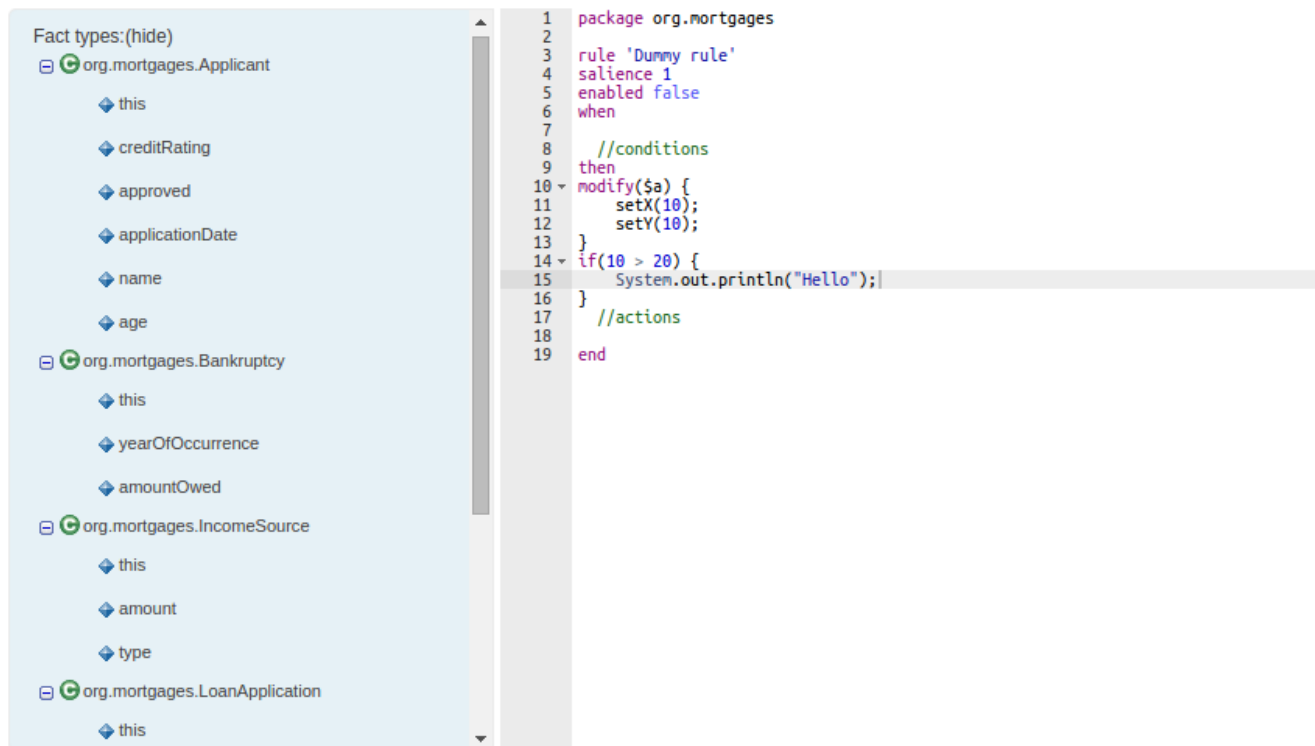 Fact types:(hide)
org.mortgages.Applicant
this
creditRating
approved
applicationDate
name
age
org.mortgages.Bankruptcy
this
yearOfOccurrence
amountOwed
org.mortgages.IncomeSource
this
amount
type
org.mortgages.LoanApplication
this
1 package org.mortgages
2
3 rule 'Dummy rule'
4 salience 1
5 enabled false
6 when
7
8 //conditions
9 then
10 modify($a) {
11 setX(10);
12 setY(10);
13 }
14 if(10 > 20) {
15 System.out.println("Hello");
16 }
17 //actions
18
19 end